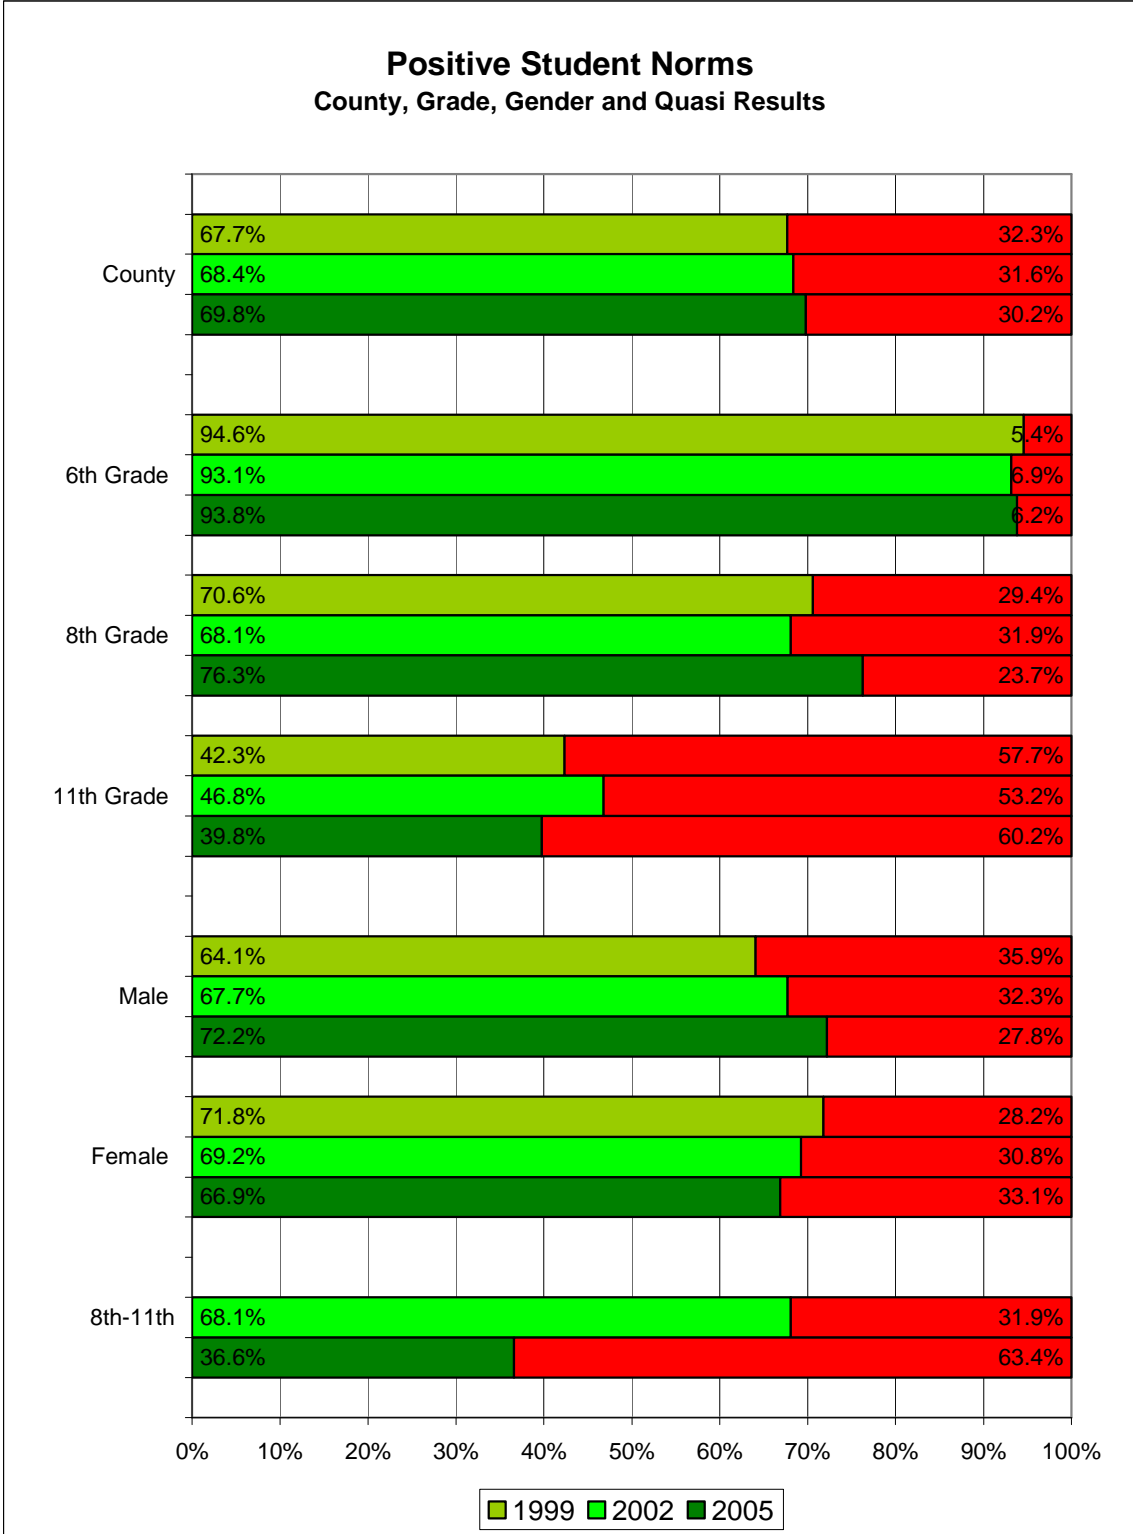 Positive Student Norms
County, Grade, Gender and Quasi Results
67.7% 32.3%
County 68.4% 31.6%
69.8% 30.2%
94.6% 5.4%
6th Grade 93.1% 6.9%
93.8% 6.2%
70.6% 29.4%
8th Grade 68.1% 31.9%
76.3% 23.7%
42.3% 57.7%
11th Grade 46.8% 53.2%
39.8% 60.2%
64.1% 35.9%
Male 67.7% 32.3%
72.2% 27.8%
71.8% 28.2%
Female 69.2% 30.8%
66.9% 33.1%
8th-11th 68.1% 31.9%
36.6% 63.4%
0% 10% 20% 30% 40% 50% 60% 70% 80% 90% 100%
1999 2002 2005